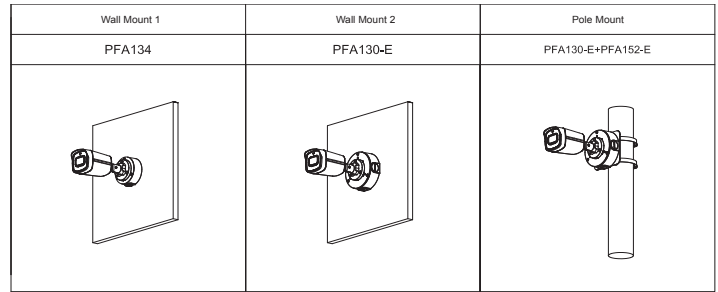 Wall Mount 1
Wall Mount 2
Pole Mount
PFA134
PFA130-E
PFA130-E+PFA152-E